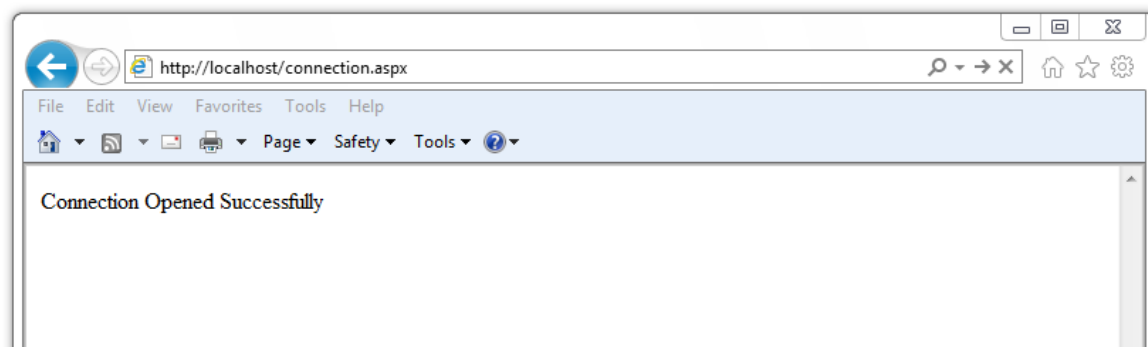 http://localhost/connection.aspx
File Edit View Favorites Tools Help
Page Safety Tools
Connection Opened Successfully